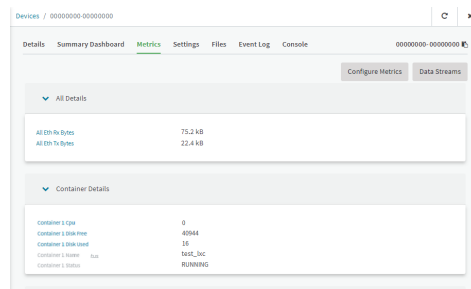 Devices / 00000000-00000000
Details Summary Dashboard Metrics Settings Files Event Log Console 00000000-00000000
Configure Metrics Data Streams
All Details
All Eth Rx Bytes 75.2 kB
All Eth Tx Bytes 22.4 kB
Container Details
Container 1 Cpu 0
Container 1 Disk Free 40944
Container 1 Disk Used 16
Container 1 Name test_lxc
Container 1 Status RUNNING